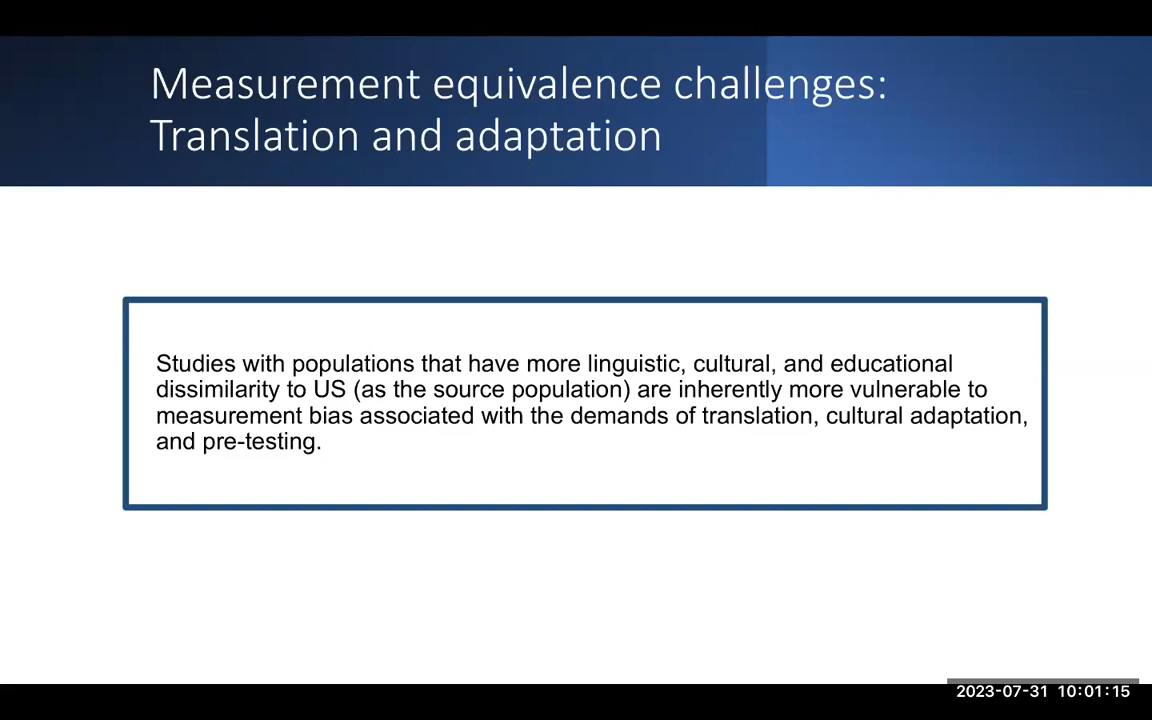 Measurement equivalence challenges:
Translation and adaptation
Studies with populations that have more linguistic, cultural, and educational
dissimilarity to US (as the source population) are inherently more vulnerable to
measurement bias associated with the demands of translation, cultural adaptation,
and pre-testing.
2023-07-31 10:01:15